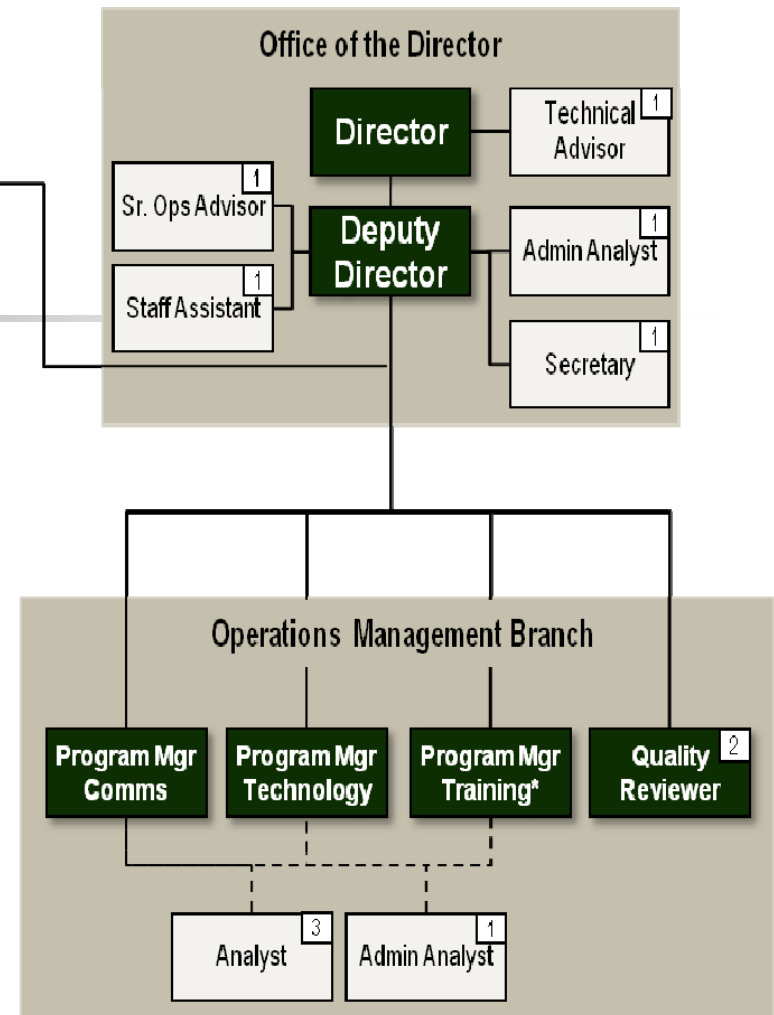 Office of the Director
Director
1
Technical
Advisor
1
Sr. Ops Advisor
Deputy
Director
1
Admin Analyst
1
Staff Assistant
1
Secretary
Operations Management Branch
Program Mgr
Comms
Program Mgr
Technology
Program Mgr
Training*
2
Quality
Reviewer
3
Analyst
1
Admin Analyst